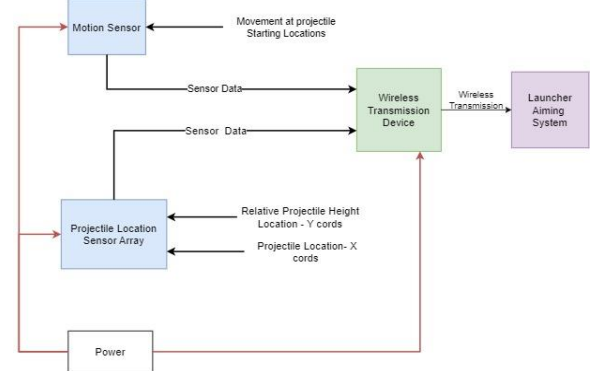 Motion Sensor
Movement at projectile
Starting Locations
Sensor Data
Wireless
Transmission
Device
Wireless
Transmission
Launcher
Aiming
System
Sensor Data
Projectile Location
Sensor Array
Relative Projectile Height
Location - Y cords
Projectile Location- X
cords
Power